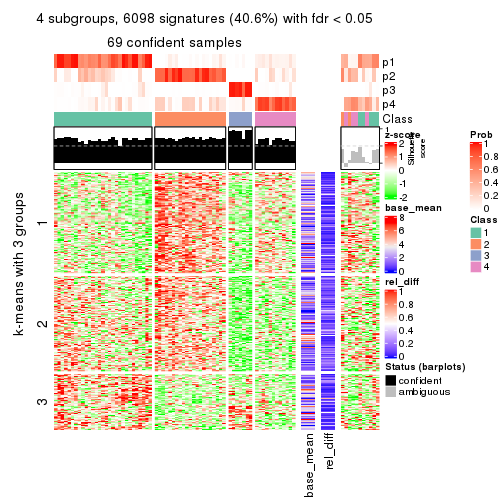 4 subgroups, 6098 signatures (40.6%) with fdr < 0.05
69 confident samples
p1
p2
p3
p4
Class
1
Silhouette
score
z-score
2
1
0
-1
-2
Prob
1
0.8
0.6
0.4
0.2
0
base_mean
8
6
4
2
0
Class
1
2
3
4
rel_diff
1
0.8
0.6
0.4
0.2
0
Status (barplots)
confident
ambiguous
k-means with 3 groups
1
2
3
base_mean
rel_diff